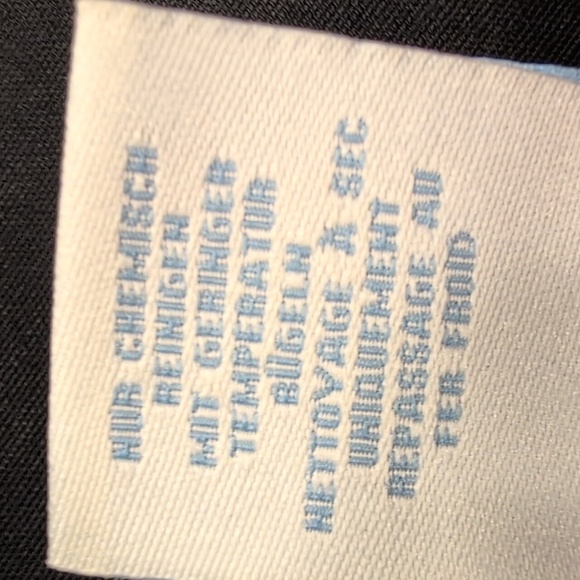 NUR CHEMISCH
REINIGEN
MIT GERINGER
TEMPERATUR
BÜGELN
NETTOYAGE À SEC
UNIQUEMENT
REPASSAGE AU
FER FROID